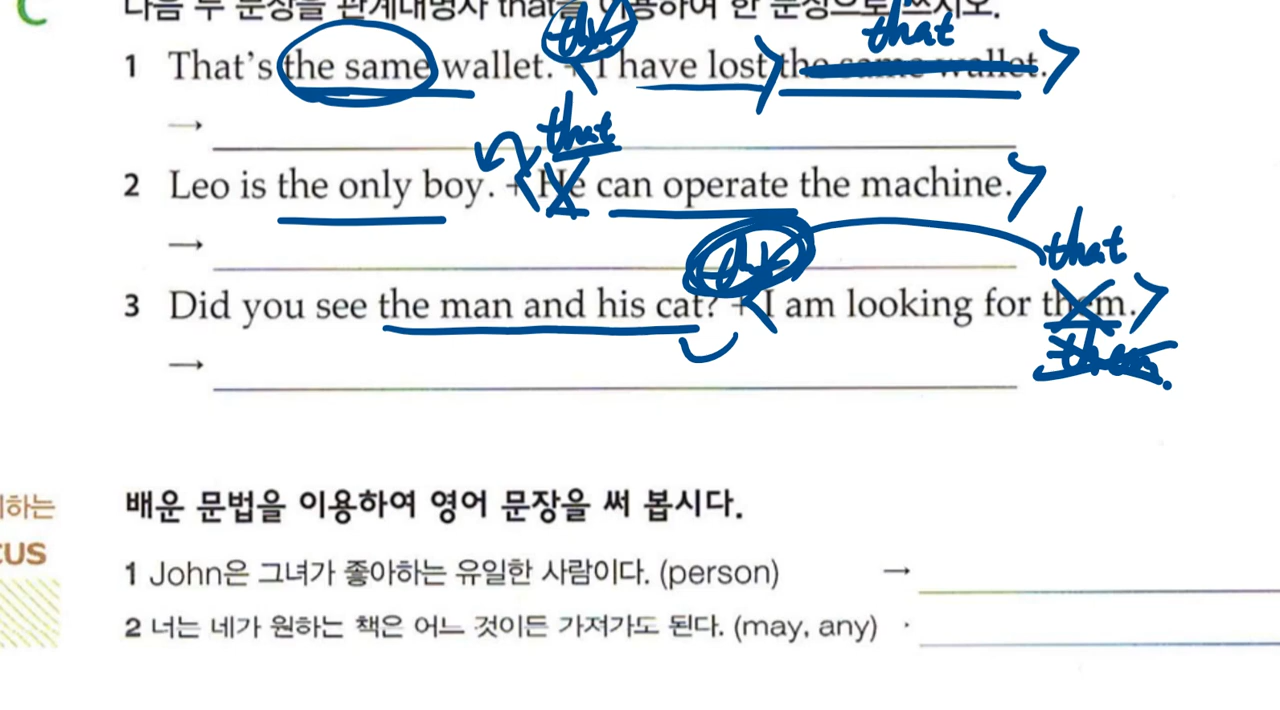 C 다음 두 문장을 관계대명사 that을 이용하여 한 문장으로 쓰시오.
that that
1 That's the same wallet. + I have lost the same wallet.
→
that
2 Leo is the only boy. + He can operate the machine.
→
that that
3 Did you see the man and his cat? + I am looking for them.
→ them.
배운 문법을 이용하여 영어 문장을 써 봅시다.
하는
CUS
1 John은 그녀가 좋아하는 유일한 사람이다. (person) →
2 너는 네가 원하는 책은 어느 것이든 가져가도 된다. (may, any)